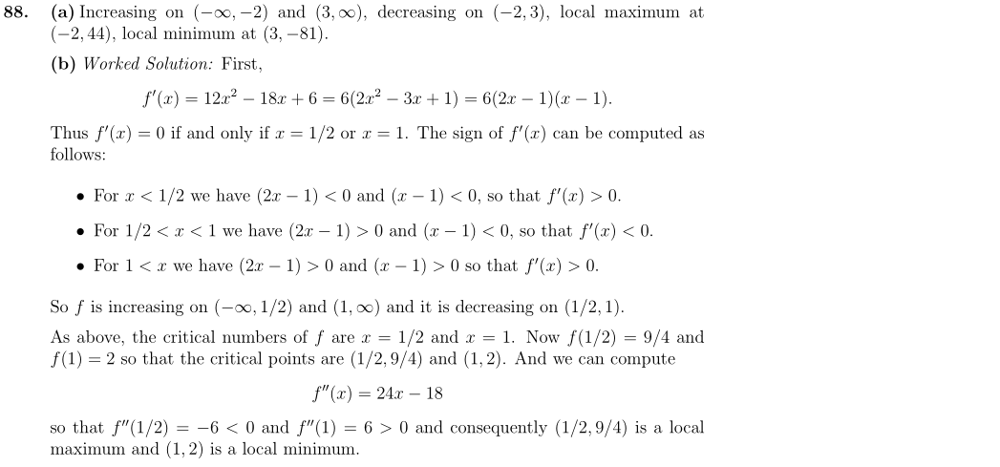 88. (a) Increasing on (−∞, −2) and (3, ∞), decreasing on (−2, 3), local maximum at
(−2, 44), local minimum at (3, −81).
(b) Worked Solution: First,
f′(x) = 12x² − 18x + 6 = 6(2x² − 3x + 1) = 6(2x − 1)(x − 1).
Thus f′(x) = 0 if and only if x = 1/2 or x = 1. The sign of f′(x) can be computed as
follows:
• For x < 1/2 we have (2x − 1) < 0 and (x − 1) < 0, so that f′(x) > 0.
• For 1/2 < x < 1 we have (2x − 1) > 0 and (x − 1) < 0, so that f′(x) < 0.
• For 1 < x we have (2x − 1) > 0 and (x − 1) > 0 so that f′(x) > 0.
So f is increasing on (−∞, 1/2) and (1, ∞) and it is decreasing on (1/2, 1).
As above, the critical numbers of f are x = 1/2 and x = 1. Now f(1/2) = 9/4 and
f(1) = 2 so that the critical points are (1/2, 9/4) and (1, 2). And we can compute
f″(x) = 24x − 18
so that f″(1/2) = −6 < 0 and f″(1) = 6 > 0 and consequently (1/2, 9/4) is a local
maximum and (1, 2) is a local minimum.